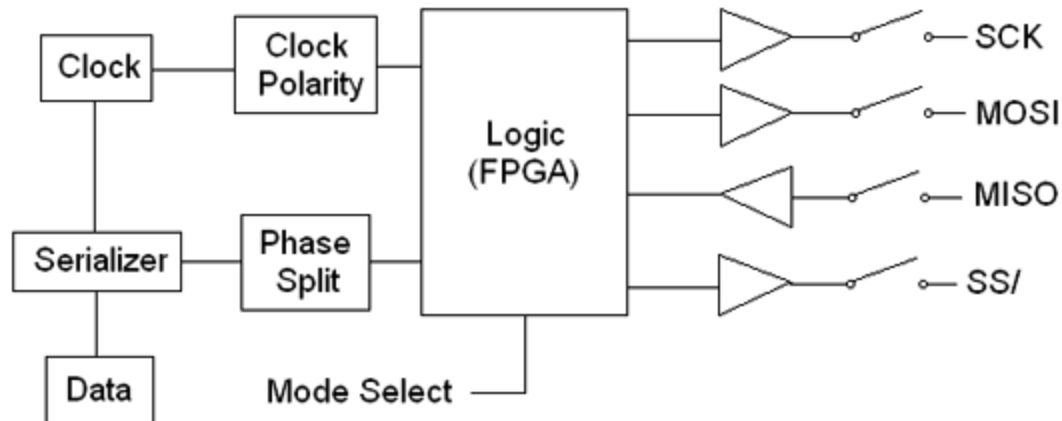 Clock
Clock
Polarity
Logic
(FPGA)
SCK
MOSI
MISO
SS/
Serializer
Phase
Split
Data
Mode Select